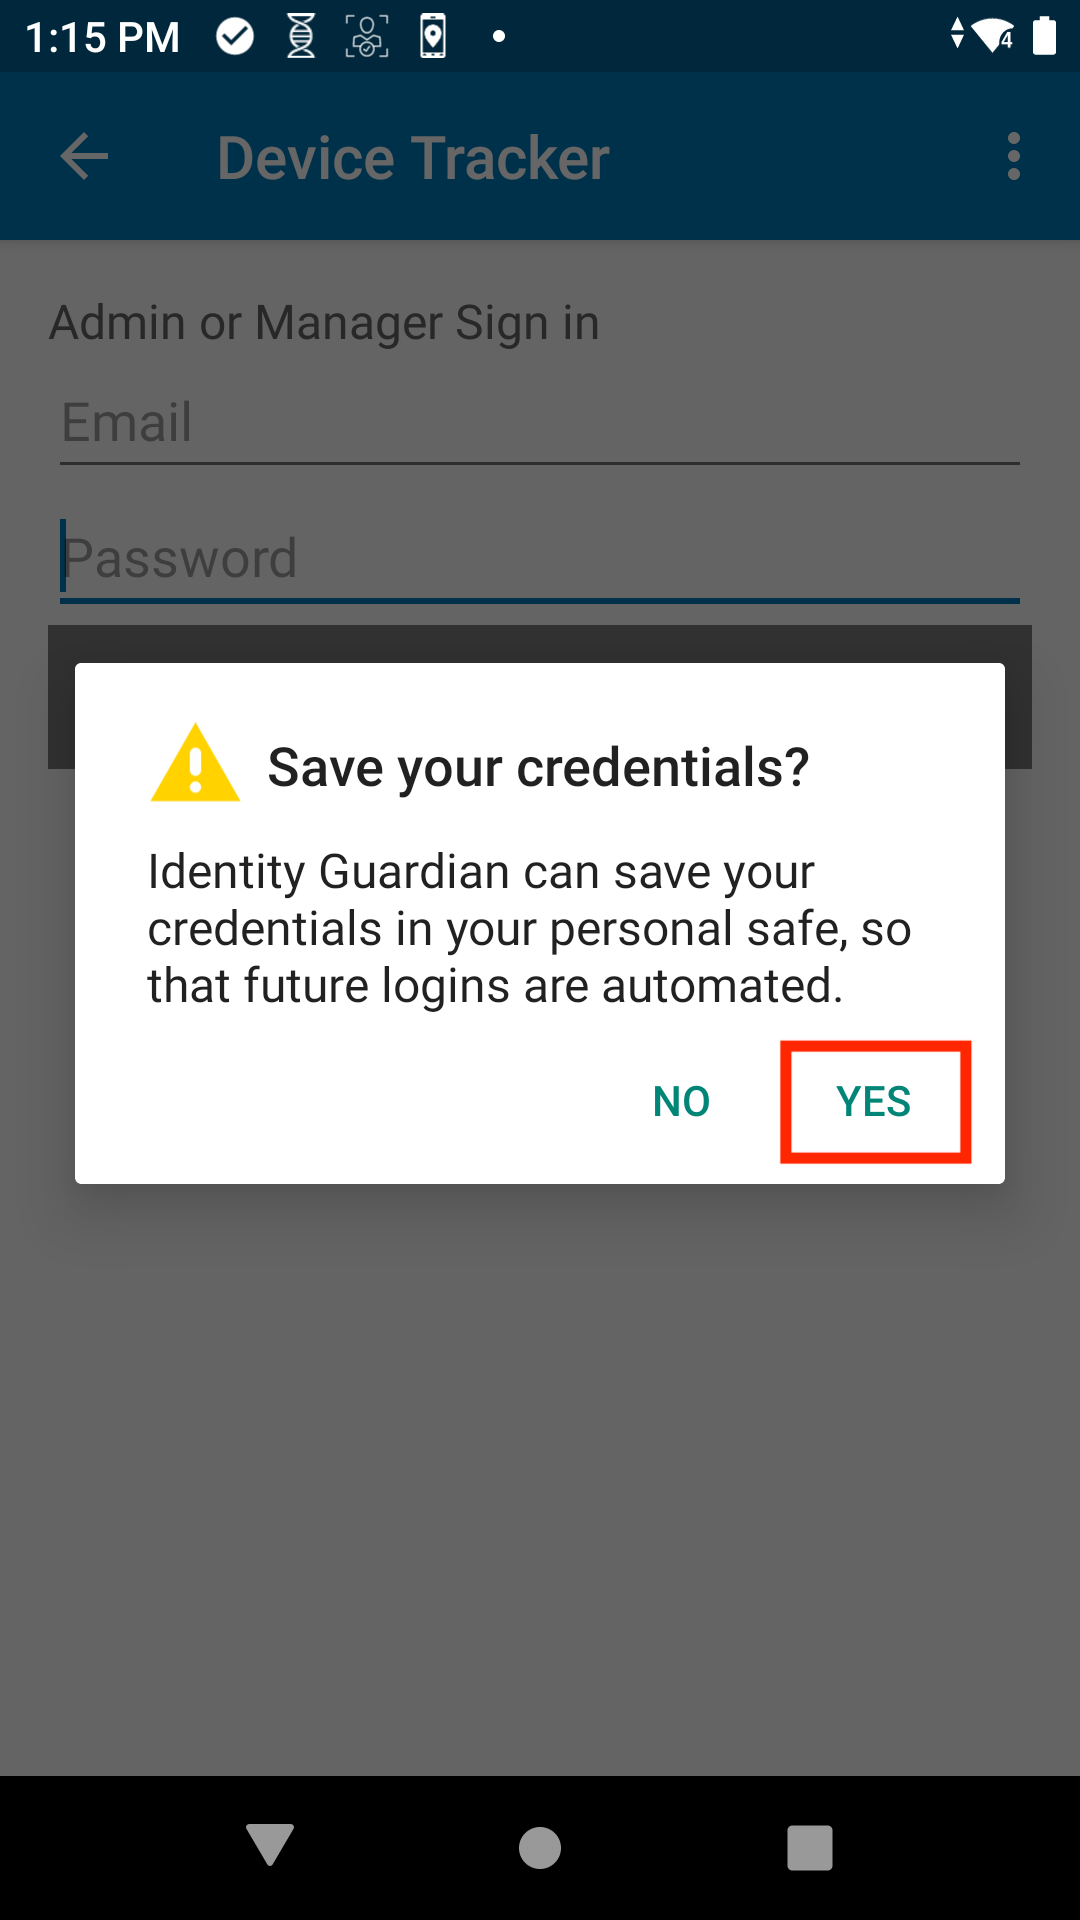 1:15 PM
4
Device Tracker
Admin or Manager Sign in
Email
Password
Save your credentials?
Identity Guardian can save your
credentials in your personal safe, so
that future logins are automated.
NO YES